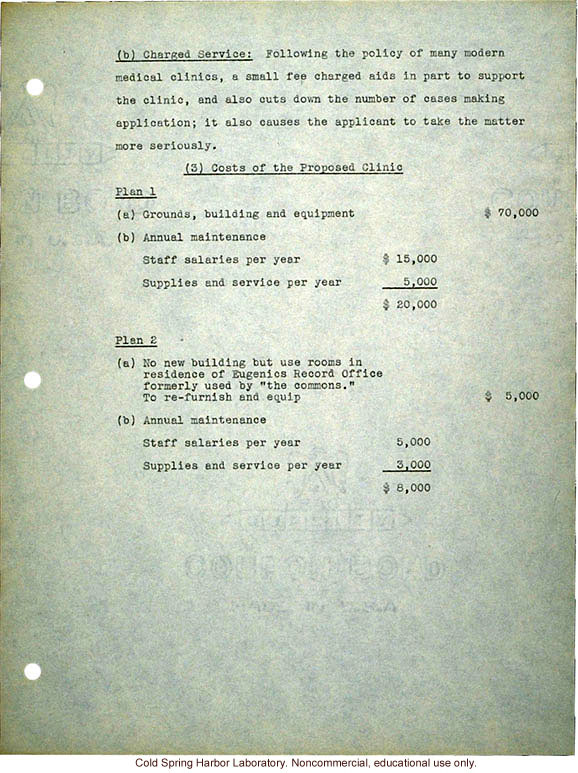 (b) Charged Service: Following the policy of many modern
medical clinics, a small fee charged aids in part to support
the clinic, and also cuts down the number of cases making
application; it also causes the applicant to take the matter
more seriously.
(3) Costs of the Proposed Clinic
Plan 1
(a) Grounds, building and equipment $ 70,000
(b) Annual maintenance
Staff salaries per year $ 15,000
Supplies and service per year 5,000
$ 20,000
Plan 2
(a) No new building but use rooms in
residence of Eugenics Record Office
formerly used by "the commons."
To re-furnish and equip $ 5,000
(b) Annual maintenance
Staff salaries per year 5,000
Supplies and service per year 3,000
$ 8,000
Cold Spring Harbor Laboratory. Noncommercial, educational use only.